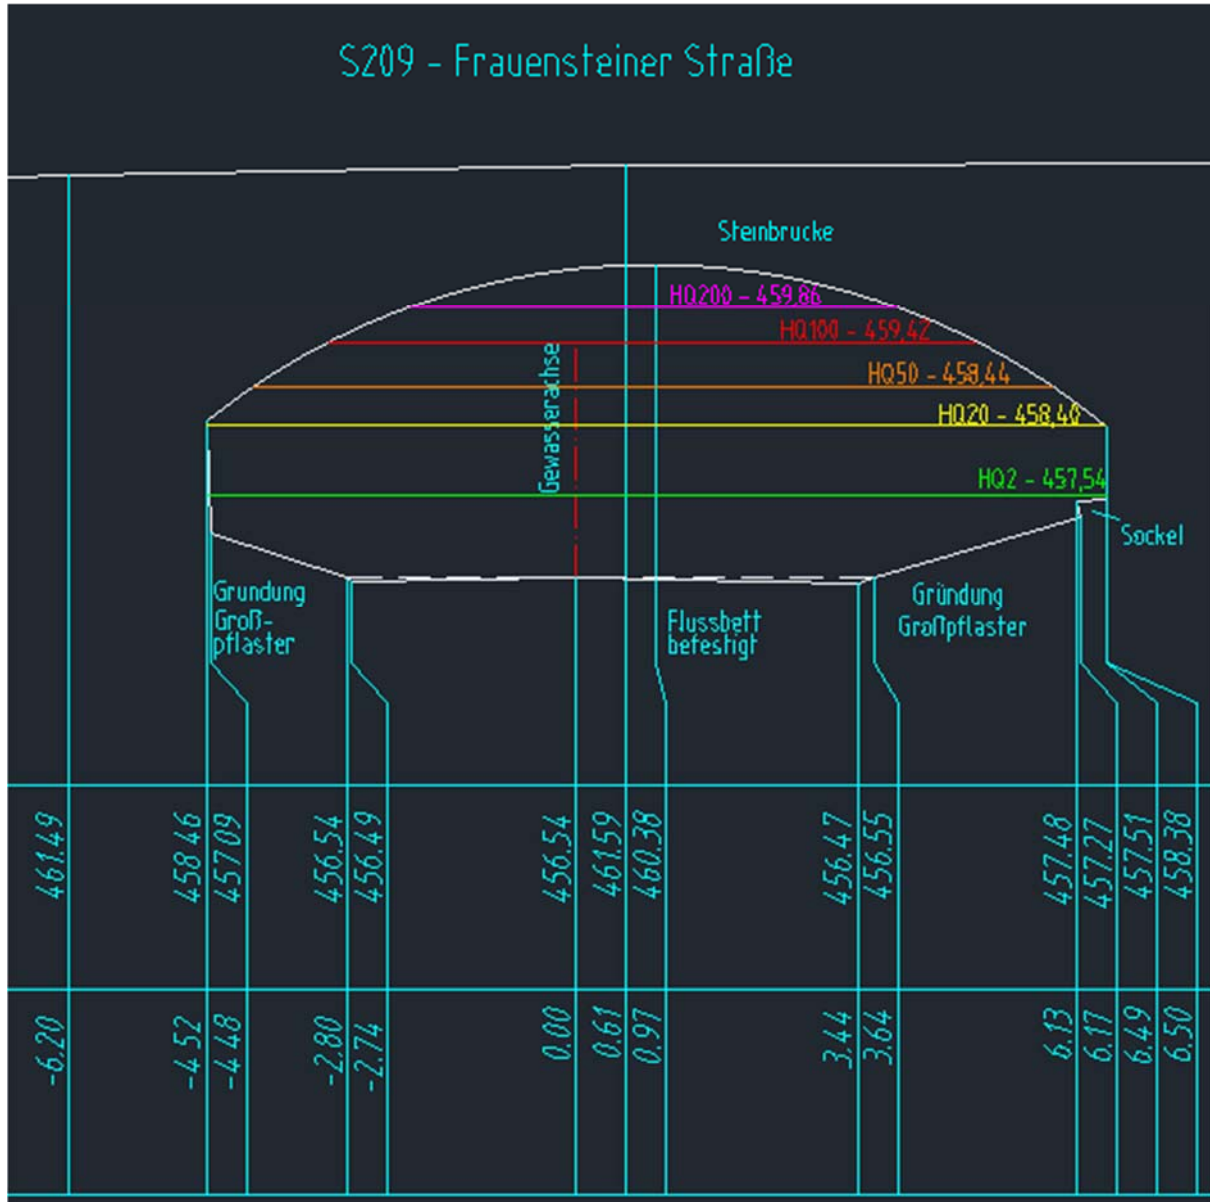 S209 - Frauensteiner Straße
Steinbrucke
HQ200 - 459,86
HQ100 - 459,42
HQ50 - 458,44
HQ20 - 458,40
HQ2 - 457,54
Gewasserachse
Sockel
Grundung
Groß-
pflaster
Flussbett
befestigt
Gründung
Großpflaster
461.49
458.46
457.09
456.54
456.49
456.54
461.59
460.38
456.47
456.55
457.48
457.27
457.51
458.38
-6.20
-4.52
-4.48
-2.80
-2.74
0.00
0.61
0.97
3.44
3.64
6.13
6.17
6.49
6.50